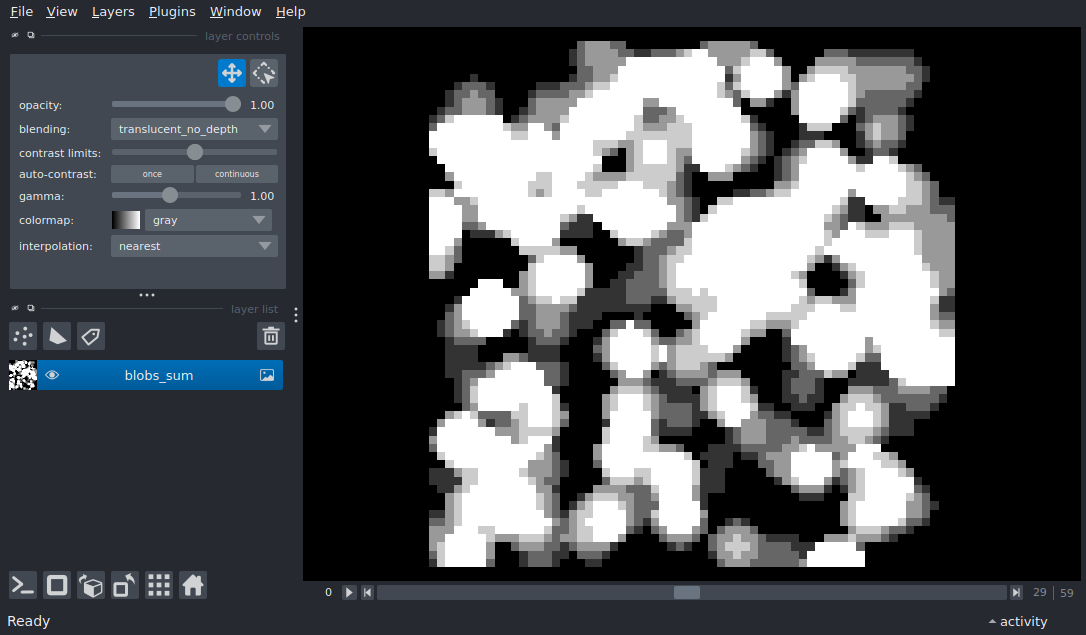 File View Layers Plugins Window Help
layer controls
opacity: 1.00
blending: translucent_no_depth
contrast limits:
auto-contrast: once continuous
gamma: 1.00
colormap: gray
interpolation: nearest
layer list
blobs_sum
0 29 59
Ready activity